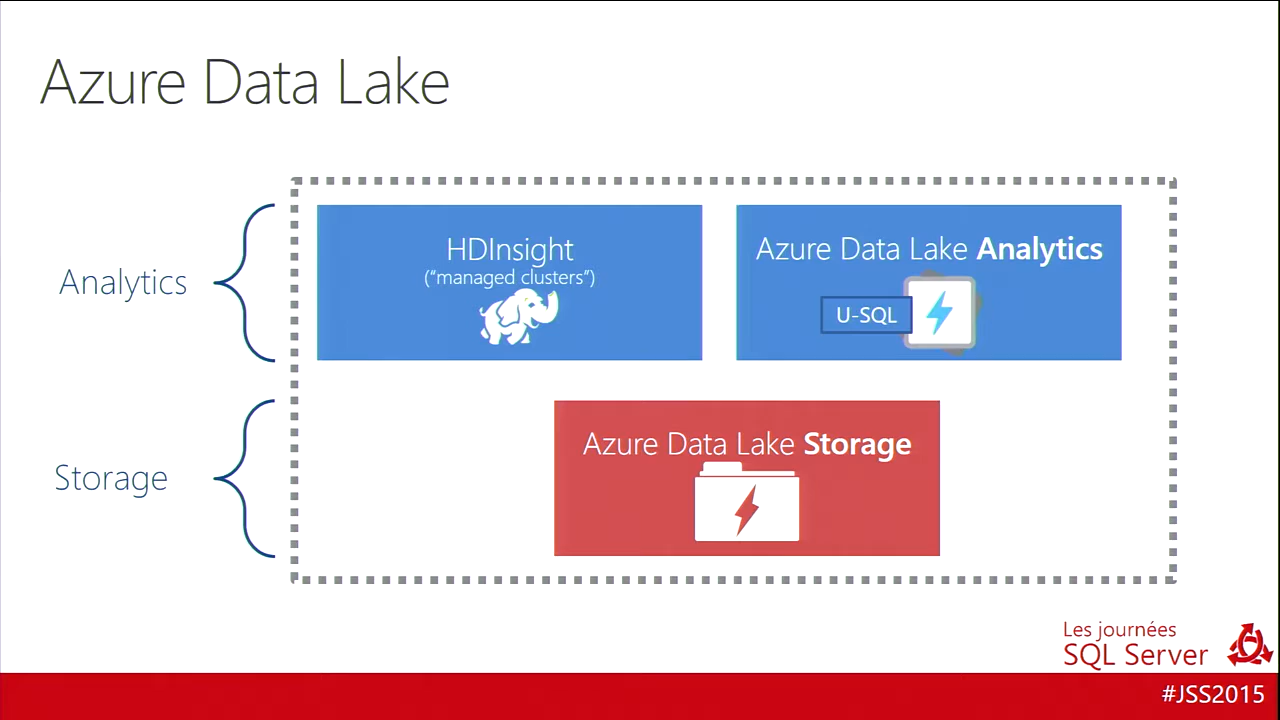 Azure Data Lake
Analytics
HDInsight
(“managed clusters”)
Azure Data Lake Analytics
U-SQL
Storage
Azure Data Lake Storage
Les journées
SQL Server
#JSS2015